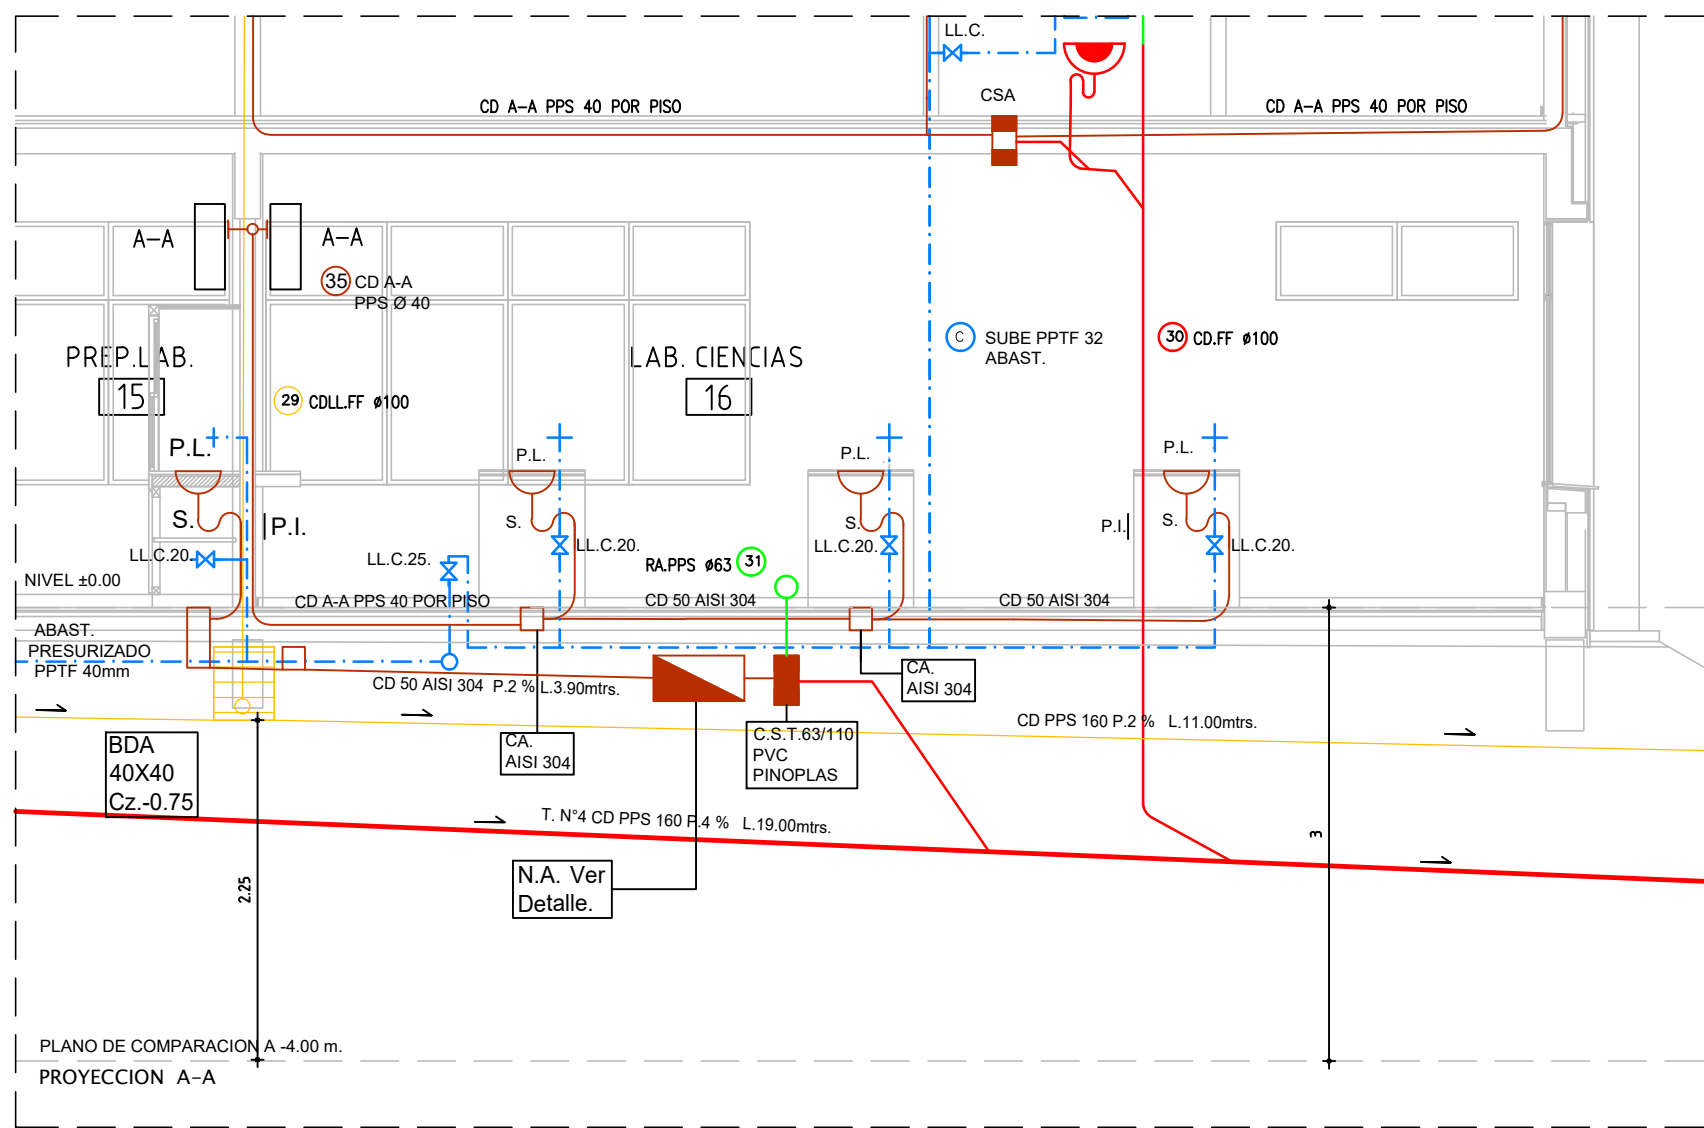 LL.C.
CSA
CD A-A PPS 40 POR PISO
CD A-A PPS 40 POR PISO
A-A
A-A
35 CD A-A
PPS Ø 40
PREP.LAB.
15
LAB. CIENCIAS
16
C SUBE PPTF 32
ABAST.
30 CD.FF ø100
29 CDLL.FF ø100
P.L.
P.L.
P.L.
P.L.
S.
P.I.
S.
S.
P.I.
S.
LL.C.20.
LL.C.25.
LL.C.20.
LL.C.20.
LL.C.20.
RA.PPS ø63 31
NIVEL ±0.00
CD A-A PPS 40 POR PISO
CD 50 AISI 304
CD 50 AISI 304
ABAST.
PRESURIZADO
PPTF 40mm
CD 50 AISI 304 P.2 % L.3.90mtrs.
CA.
AISI 304
CA.
AISI 304
C.S.T.63/110
PVC
PINOPLAS
CD PPS 160 P.2 % L.11.00mtrs.
BDA
40X40
Cz.-0.75
T. N°4 CD PPS 160 P.4 % L.19.00mtrs.
N.A. Ver
Detalle.
2.25
3
PLANO DE COMPARACION A -4.00 m.
PROYECCION A-A